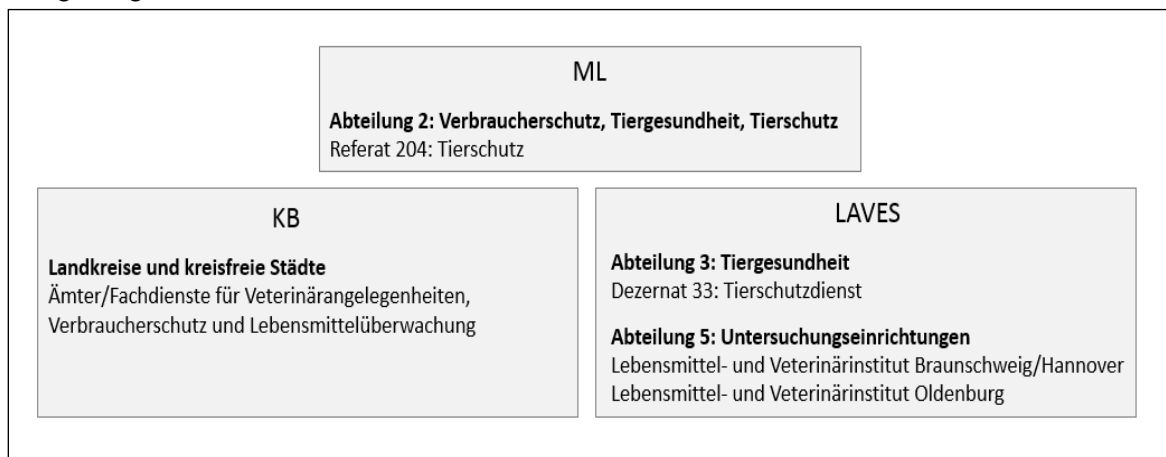 ML
Abteilung 2: Verbraucherschutz, Tiergesundheit, Tierschutz
Referat 204: Tierschutz
KB
Landkreise und kreisfreie Städte
Ämter/Fachdienste für Veterinärangelegenheiten,
Verbraucherschutz und Lebensmittelüberwachung
LAVES
Abteilung 3: Tiergesundheit
Dezernat 33: Tierschutzdienst
Abteilung 5: Untersuchungseinrichtungen
Lebensmittel- und Veterinärinstitut Braunschweig/Hannover
Lebensmittel- und Veterinärinstitut Oldenburg